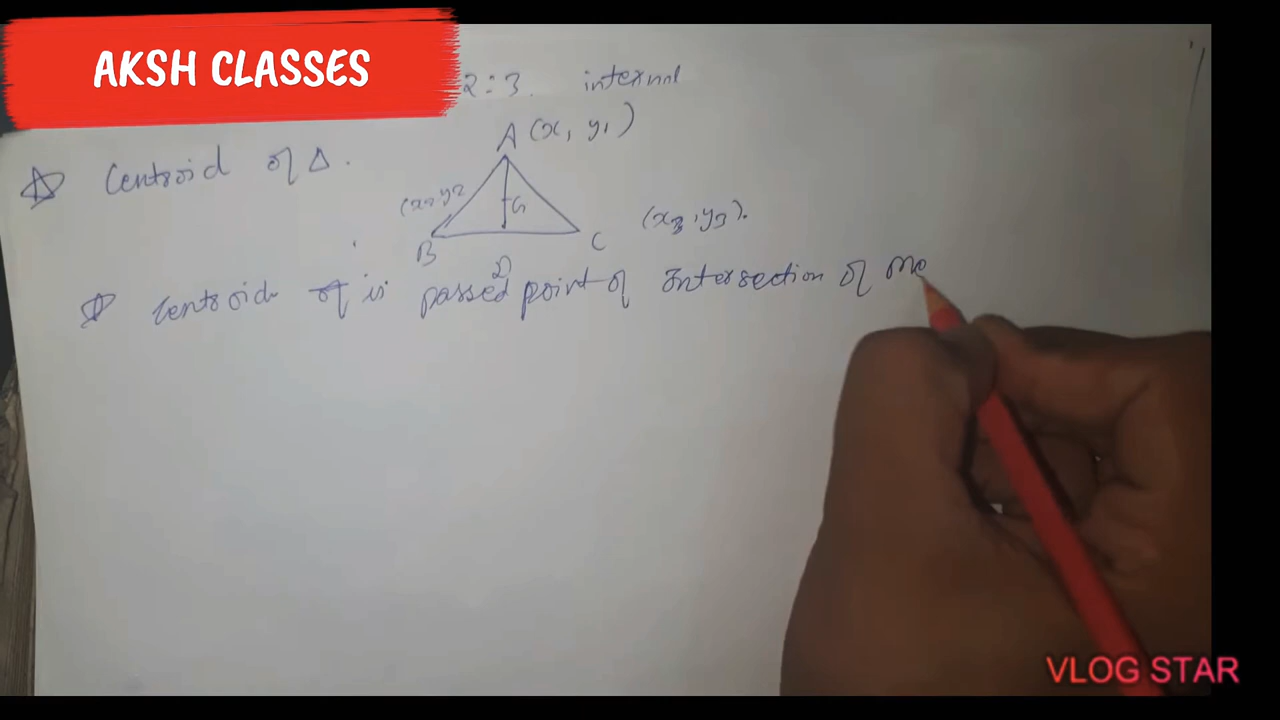 AKSH CLASSES
2:3. internal
A (x, y1)
Centroid of Δ.
(x2, y2
G
(x3, y3).
B
C
D
Centroid of is passed point of Intersection of me
VLOG STAR